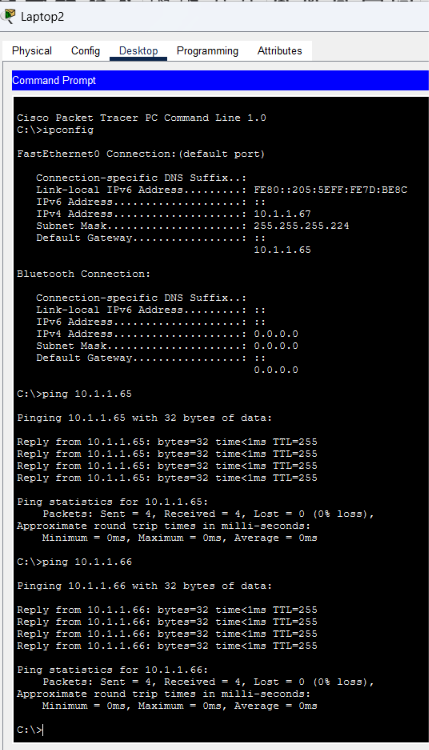 Laptop2
Physical Config Desktop Programming Attributes
Command Prompt
Cisco Packet Tracer PC Command Line 1.0
C:\>ipconfig
FastEthernet0 Connection:(default port)
Connection-specific DNS Suffix..:
Link-local IPv6 Address.........: FE80::205:5EFF:FE7D:BE8C
IPv6 Address....................: ::
IPv4 Address....................: 10.1.1.67
Subnet Mask.....................: 255.255.255.224
Default Gateway.................: ::
10.1.1.65
Bluetooth Connection:
Connection-specific DNS Suffix..:
Link-local IPv6 Address.........: ::
IPv6 Address....................: ::
IPv4 Address....................: 0.0.0.0
Subnet Mask.....................: 0.0.0.0
Default Gateway.................: ::
0.0.0.0
C:\>ping 10.1.1.65
Pinging 10.1.1.65 with 32 bytes of data:
Reply from 10.1.1.65: bytes=32 time<1ms TTL=255
Reply from 10.1.1.65: bytes=32 time<1ms TTL=255
Reply from 10.1.1.65: bytes=32 time<1ms TTL=255
Reply from 10.1.1.65: bytes=32 time<1ms TTL=255
Ping statistics for 10.1.1.65:
Packets: Sent = 4, Received = 4, Lost = 0 (0% loss),
Approximate round trip times in milli-seconds:
Minimum = 0ms, Maximum = 0ms, Average = 0ms
C:\>ping 10.1.1.66
Pinging 10.1.1.66 with 32 bytes of data:
Reply from 10.1.1.66: bytes=32 time<1ms TTL=255
Reply from 10.1.1.66: bytes=32 time<1ms TTL=255
Reply from 10.1.1.66: bytes=32 time<1ms TTL=255
Reply from 10.1.1.66: bytes=32 time<1ms TTL=255
Ping statistics for 10.1.1.66:
Packets: Sent = 4, Received = 4, Lost = 0 (0% loss),
Approximate round trip times in milli-seconds:
Minimum = 0ms, Maximum = 0ms, Average = 0ms
C:\>